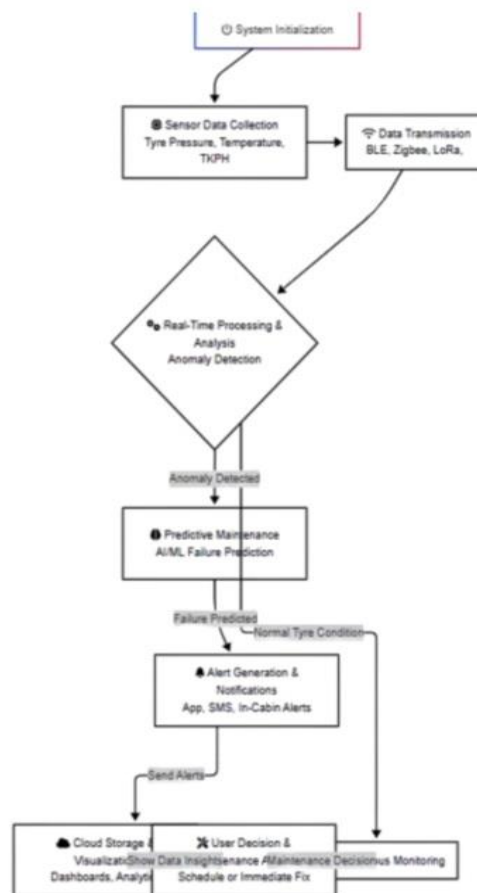 System Initialization
Sensor Data Collection
Tyre Pressure, Temperature,
TKPH
Data Transmission
BLE, Zigbee, LoRa,
Real-Time Processing &
Analysis
Anomaly Detection
Anomaly Detected
Predictive Maintenance
AI/ML Failure Prediction
Failure Predicted
Normal Tyre Condition
Alert Generation &
Notifications
App, SMS, In-Cabin Alerts
Send Alerts
Cloud Storage &
Dashboards,
User Decision &
Show Data Insight
Maintenance Decision
Monitoring
Schedule or Immediate Fix